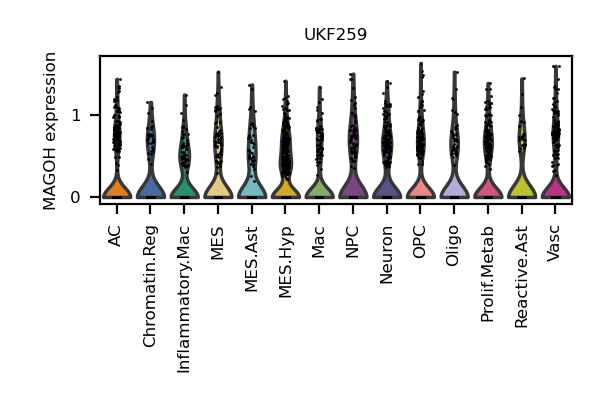 UKF259
MAGOH expression
1
0
AC
Chromatin.Reg
Inflammatory.Mac
MES
MES.Ast
MES.Hyp
Mac
NPC
Neuron
OPC
Oligo
Prolif.Metab
Reactive.Ast
Vasc